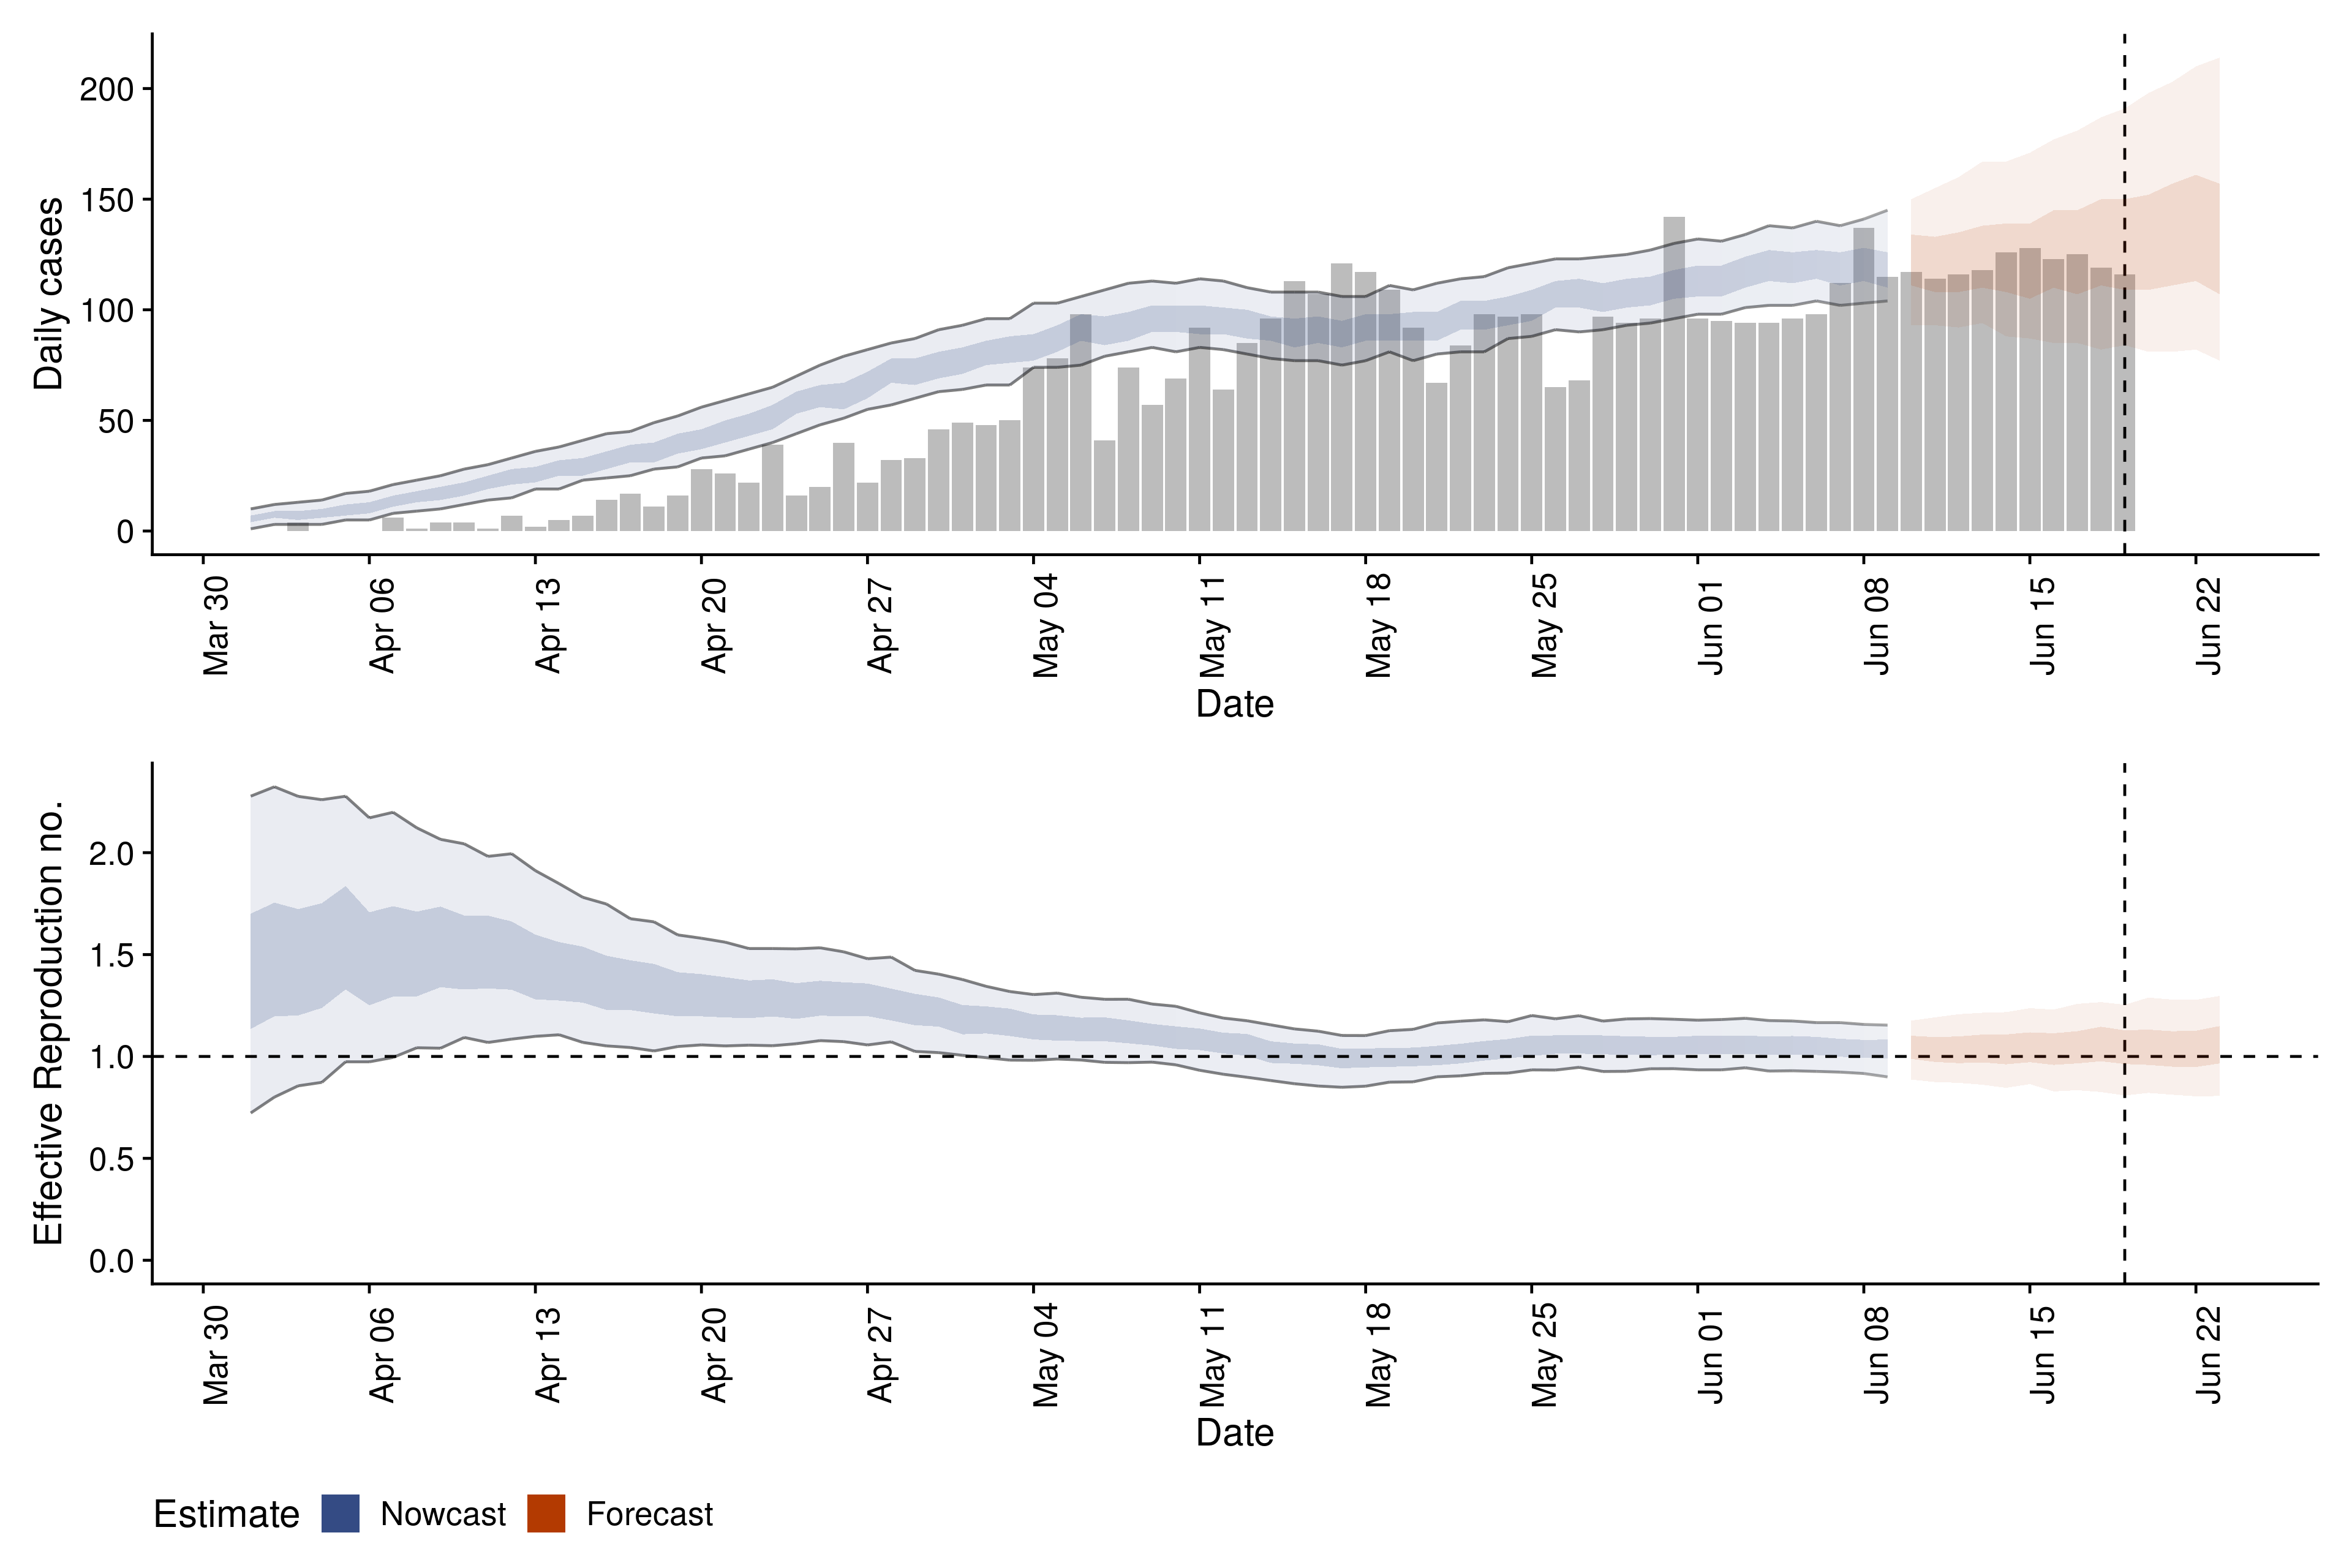 Daily cases
200
150
100
50
0
Mar 30
Apr 06
Apr 13
Apr 20
Apr 27
May 04
May 11
May 18
May 25
Jun 01
Jun 08
Jun 15
Jun 22
Date
Effective Reproduction no.
2.0
1.5
1.0
0.5
0.0
Mar 30
Apr 06
Apr 13
Apr 20
Apr 27
May 04
May 11
May 18
May 25
Jun 01
Jun 08
Jun 15
Jun 22
Date
Estimate Nowcast Forecast